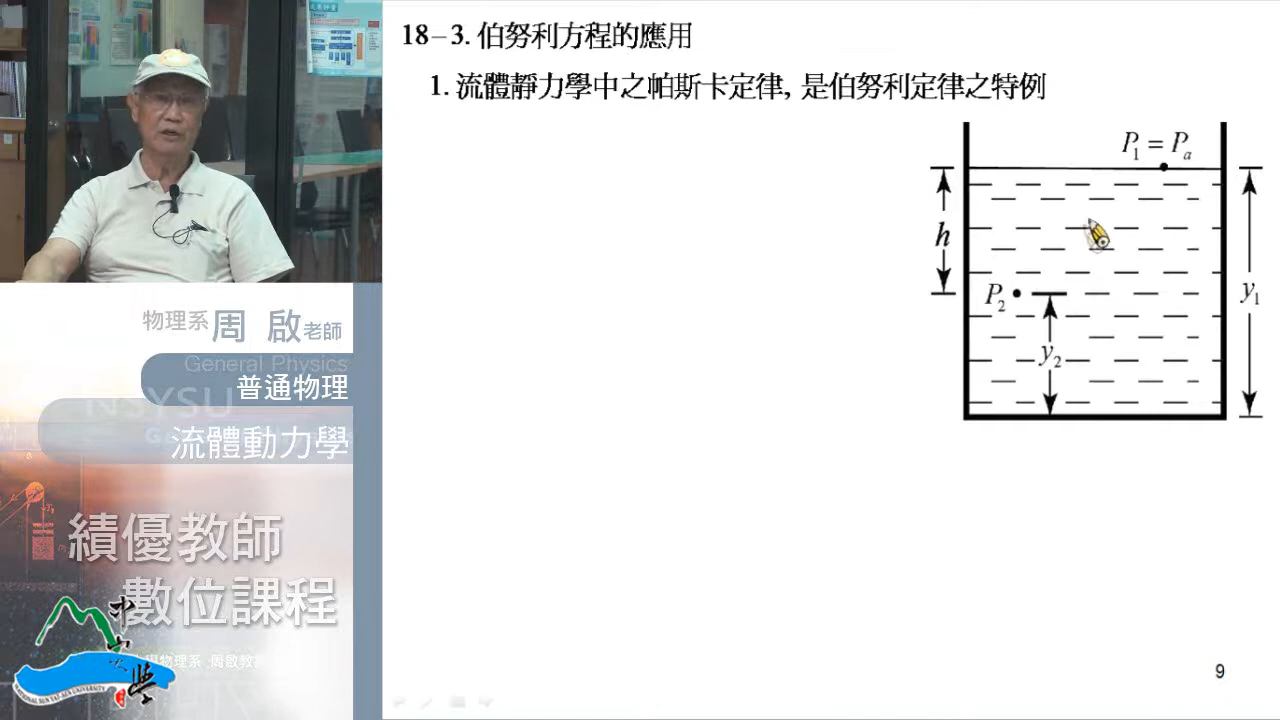 18-3. 伯努利方程的應用
1. 流體靜力學中之帕斯卡定律, 是伯努利定律之特例
P₁ = Pₐ
h
P₂
y₂
y₁
物理系 周 啟 老師
General Physics
普通物理
NSYSU
流體動力學
績優教師
數位課程
9